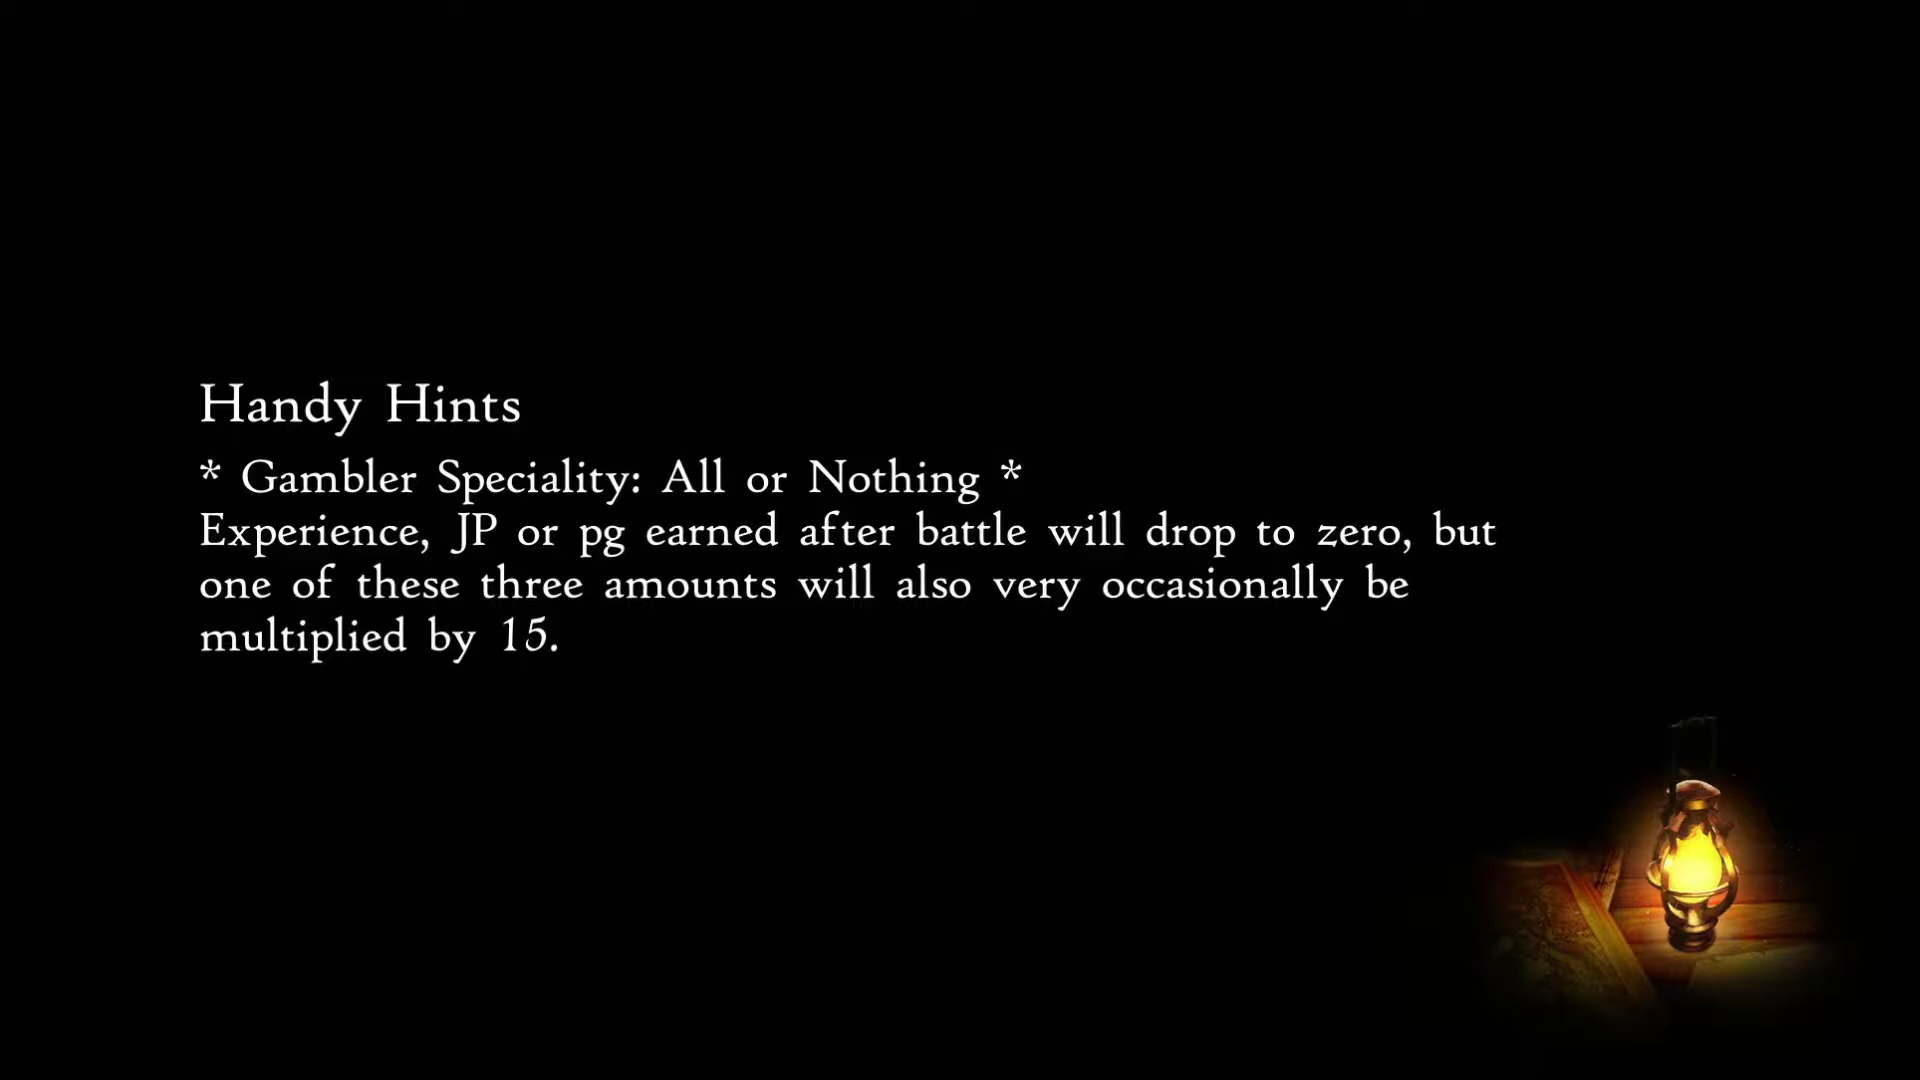 Handy Hints
* Gambler Speciality: All or Nothing *
Experience, JP or pg earned after battle will drop to zero, but
one of these three amounts will also very occasionally be
multiplied by 15.